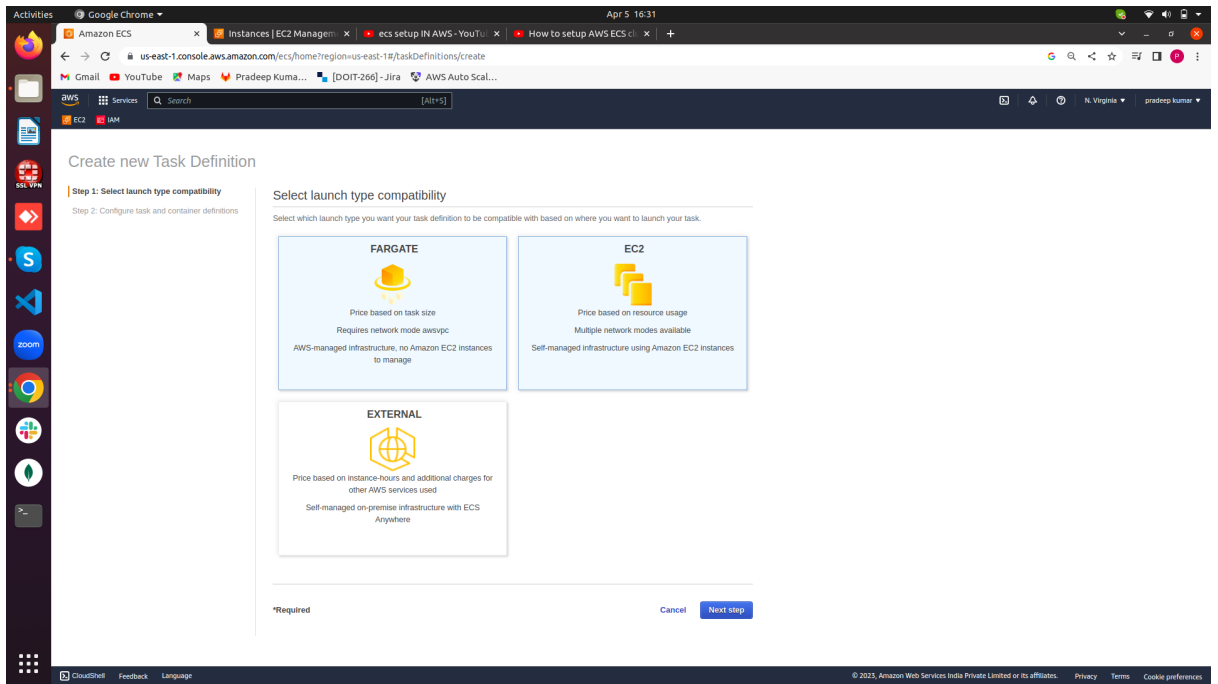 Activities
Google Chrome
Apr 5 16:31
Amazon ECS
Instances | EC2 Managem
ecs setup IN AWS - YouTu
How to setup AWS ECS cl
us-east-1.console.aws.amazon.com/ecs/home?region=us-east-1#/taskDefinitions/create
Gmail
YouTube
Maps
Pradeep Kuma...
[DOIT-266] - Jira
AWS Auto Scal...
aws
Services
Search
[Alt+S]
N. Virginia
pradeep kumar
EC2
IAM
SSL VPN
zoom
Create new Task Definition
Step 1: Select launch type compatibility
Step 2: Configure task and container definitions
Select launch type compatibility
Select which launch type you want your task definition to be compatible with based on where you want to launch your task.
FARGATE
Price based on task size
Requires network mode awsvpc
AWS-managed infrastructure, no Amazon EC2 instances
to manage
EC2
Price based on resource usage
Multiple network modes available
Self-managed infrastructure using Amazon EC2 instances
EXTERNAL
Price based on instance-hours and additional charges for
other AWS services used
Self-managed on-premise infrastructure with ECS
Anywhere
*Required
Cancel
Next step
CloudShell
Feedback
Language
© 2023, Amazon Web Services India Private Limited or its affiliates.
Privacy
Terms
Cookie preferences